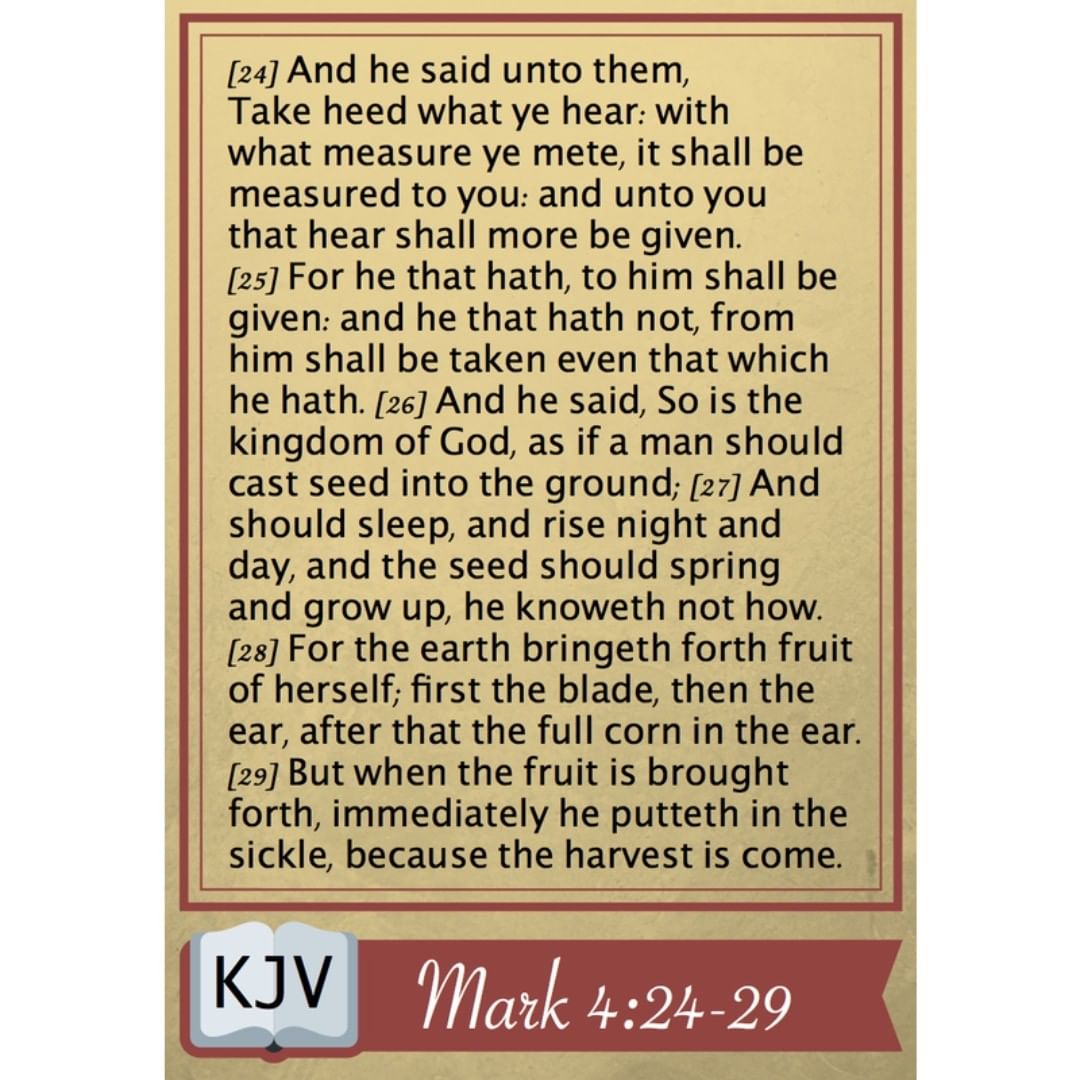 [24] And he said unto them,
Take heed what ye hear: with
what measure ye mete, it shall be
measured to you: and unto you
that hear shall more be given.
[25] For he that hath, to him shall be
given: and he that hath not, from
him shall be taken even that which
he hath. [26] And he said, So is the
kingdom of God, as if a man should
cast seed into the ground; [27] And
should sleep, and rise night and
day, and the seed should spring
and grow up, he knoweth not how.
[28] For the earth bringeth forth fruit
of herself; first the blade, then the
ear, after that the full corn in the ear.
[29] But when the fruit is brought
forth, immediately he putteth in the
sickle, because the harvest is come.
KJV
Mark 4:24-29